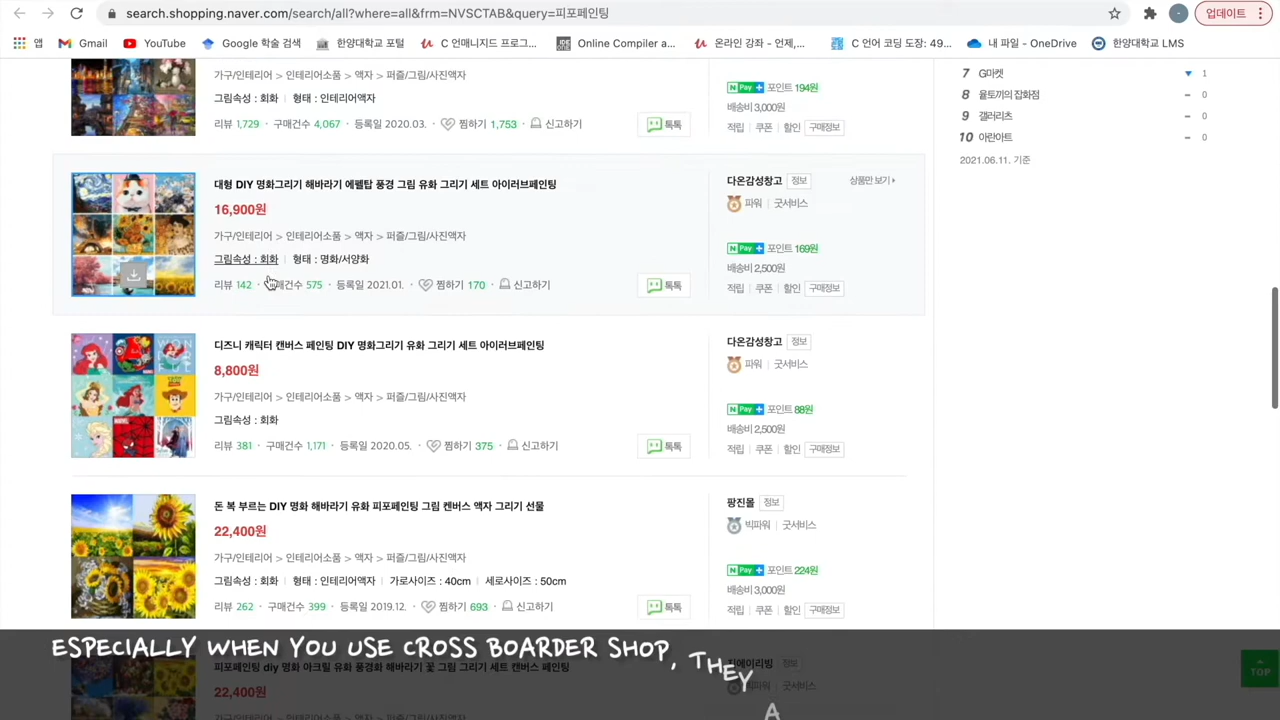 search.shopping.naver.com/search/all?where=all&frm=NVSCTAB&query=피포페인팅
업데이트
앱
Gmail
YouTube
Google 학술 검색
한양대학교 포털
C 언매니지드 프로그...
Online Compiler a...
온라인 강좌 - 언제,...
C 언어 코딩 도장: 49...
내 파일 - OneDrive
한양대학교 LMS
가구/인테리어 > 인테리어소품 > 액자 > 퍼즐/그림/사진액자
그림속성 : 회화 형태 : 인테리어액자
리뷰 1,729 · 구매건수 4,067 · 등록일 2020.03. · 찜하기 1,753 · 신고하기
톡톡
N Pay + 포인트 194원
배송비 3,000원
적립 쿠폰 할인 구매정보
7 G마켓 1
8 율토끼의 잡화점 - 0
9 갤러리츠 - 0
10 아란아트 - 0
2021.06.11. 기준
대형 DIY 명화그리기 해바라기 에펠탑 풍경 그림 유화 그리기 세트 아이러브페인팅
16,900원
가구/인테리어 > 인테리어소품 > 액자 > 퍼즐/그림/사진액자
그림속성 : 회화 형태 : 명화/서양화
리뷰 142 · 매건수 575 · 등록일 2021.01. · 찜하기 170 · 신고하기
톡톡
다온감성창고 정보 상품만 보기
파워 굿서비스
N Pay + 포인트 169원
배송비 2,500원
적립 쿠폰 할인 구매정보
디즈니 캐릭터 캔버스 페인팅 DIY 명화그리기 유화 그리기 세트 아이러브페인팅
8,800원
가구/인테리어 > 인테리어소품 > 액자 > 퍼즐/그림/사진액자
그림속성 : 회화
리뷰 381 · 구매건수 1,171 · 등록일 2020.05. · 찜하기 375 · 신고하기
톡톡
다온감성창고 정보
파워 굿서비스
N Pay + 포인트 88원
배송비 2,500원
적립 쿠폰 할인 구매정보
돈 복 부르는 DIY 명화 해바라기 유화 피포페인팅 그림 켄버스 액자 그리기 선물
22,400원
가구/인테리어 > 인테리어소품 > 액자 > 퍼즐/그림/사진액자
그림속성 : 회화 형태 : 인테리어액자 가로사이즈 : 40cm 세로사이즈 : 50cm
리뷰 262 · 구매건수 399 · 등록일 2019.12. · 찜하기 693 · 신고하기
톡톡
팡진몰 정보
빅파워 굿서비스
N Pay + 포인트 224원
배송비 3,000원
적립 쿠폰 할인 구매정보
ESPECIALLY WHEN YOU USE CROSS BOARDER SHOP, THEY
A
피포페인팅 diy 명화 아크릴 유화 풍경화 해바라기 꽃 그림 그리기 세트 캔버스 페인팅
22,400원
정보
빅파워 굿서비스
TOP